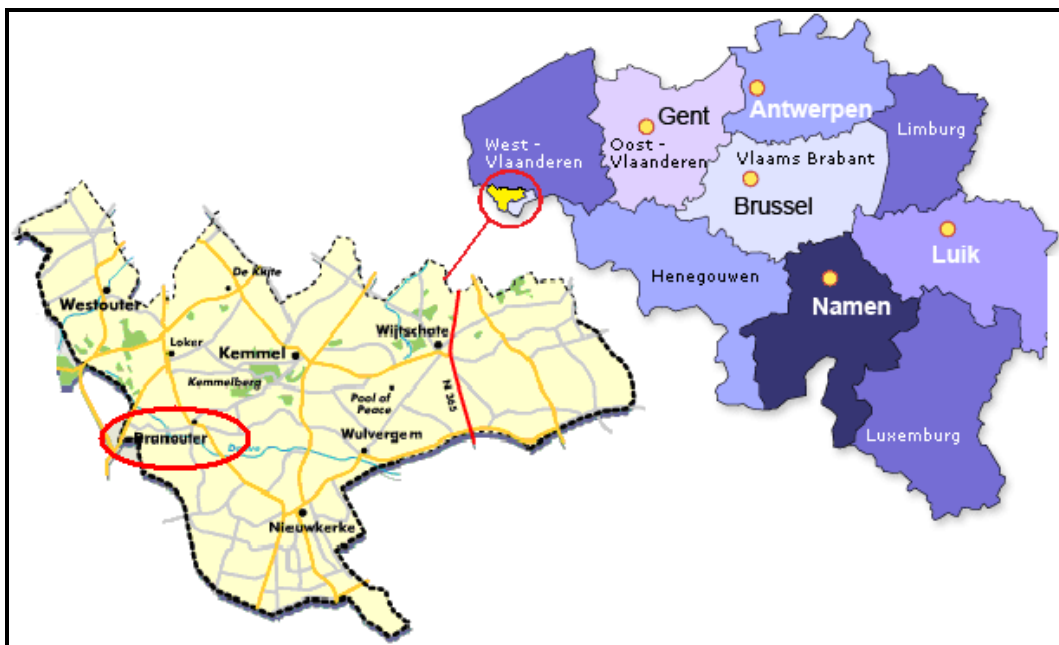 Gent
Antwerpen
Limburg
West -
Vlaanderen
Oost -
Vlaanderen
Vlaams Brabant
Brussel
Luik
Henegouwen
Namen
Luxemburg
De Klijte
Westouter
Wijtschate
Loker
Kemmel
Kemmelberg
Pool of
Peace
N 365
Dranouter
Wulvergem
Nieuwkerke